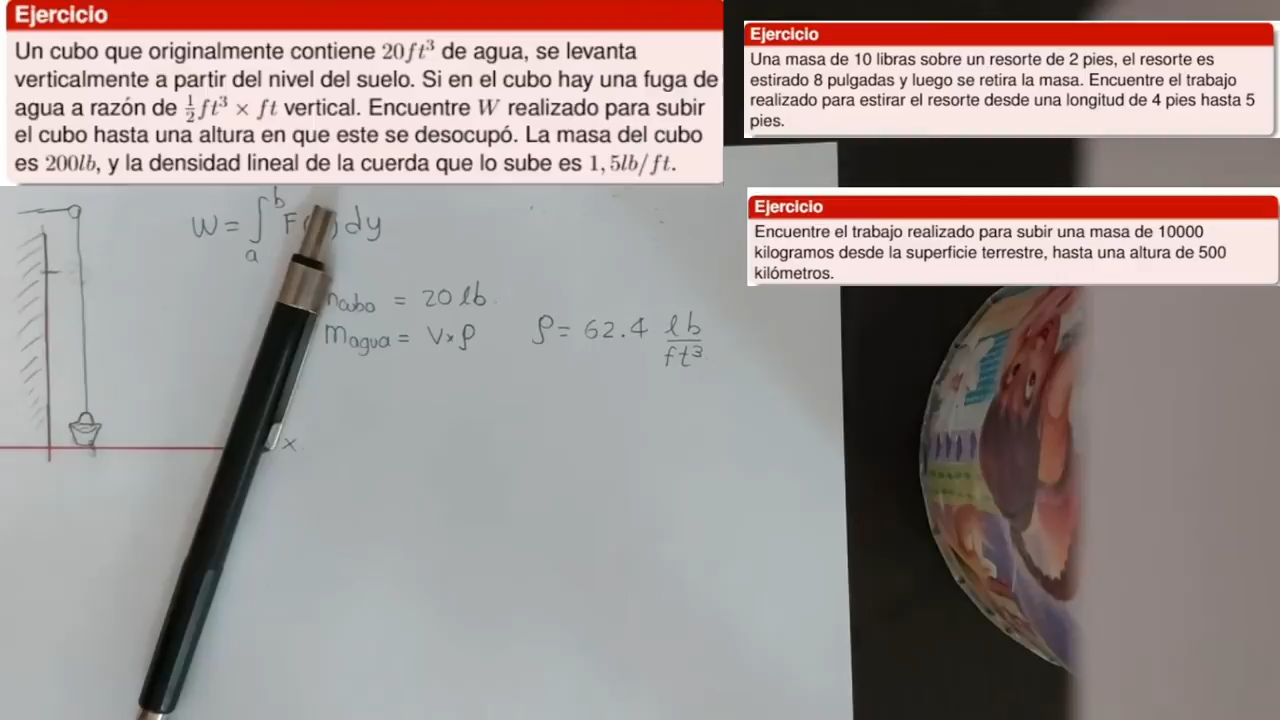 Ejercicio
Un cubo que originalmente contiene 20ft³ de agua, se levanta
verticalmente a partir del nivel del suelo. Si en el cubo hay una fuga de
agua a razón de ½ft³ × ft vertical. Encuentre W realizado para subir
el cubo hasta una altura en que este se desocupó. La masa del cubo
es 200lb, y la densidad lineal de la cuerda que lo sube es 1,5lb/ft.
Ejercicio
Una masa de 10 libras sobre un resorte de 2 pies, el resorte es
estirado 8 pulgadas y luego se retira la masa. Encuentre el trabajo
realizado para estirar el resorte desde una longitud de 4 pies hasta 5
pies.
Ejercicio
Encuentre el trabajo realizado para subir una masa de 10000
kilogramos desde la superficie terrestre, hasta una altura de 500
kilómetros.
W = ∫ₐᵇ F( ) dy
cubo = 20 lb.
m agua = V×ρ ρ = 62.4 lb/ft³
x